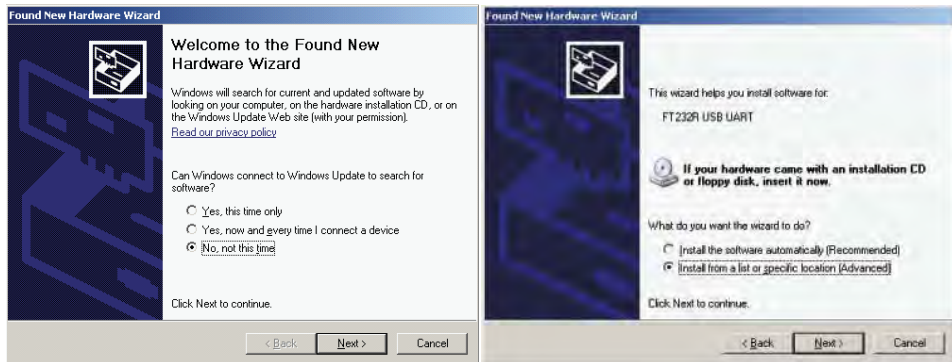 Found New Hardware Wizard
Welcome to the Found New
Hardware Wizard
Windows will search for current and updated software by
looking on your computer, on the hardware installation CD, or on
the Windows Update Web site (with your permission).
Read our privacy policy
Can Windows connect to Windows Update to search for
software?
Yes, this time only
Yes, now and every time I connect a device
No, not this time
Click Next to continue.
< Back
Next >
Cancel
Found New Hardware Wizard
This wizard helps you install software for:
FT232R USB UART
If your hardware came with an installation CD
or floppy disk, insert it now.
What do you want the wizard to do?
Install the software automatically (Recommended)
Install from a list or specific location (Advanced)
Click Next to continue.
< Back
Next >
Cancel